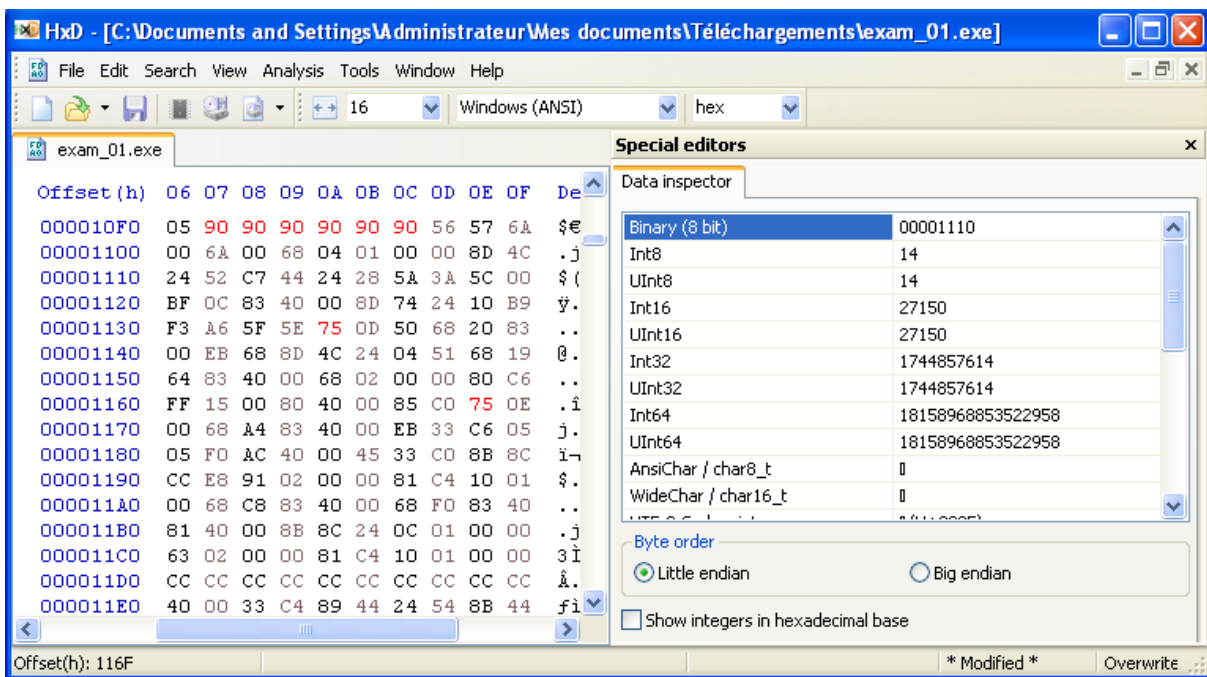 HxD - [C:\Documents and Settings\Administrateur\Mes documents\Téléchargements\exam_01.exe]
File Edit Search View Analysis Tools Window Help
16 Windows (ANSI) hex
exam_01.exe
Offset(h) 06 07 08 09 0A 0B 0C 0D 0E 0F De
000010F0 05 90 90 90 90 90 90 56 57 6A $€
00001100 00 6A 00 68 04 01 00 00 8D 4C .j
00001110 24 52 C7 44 24 28 5A 3A 5C 00 $(
00001120 BF 0C 83 40 00 8D 74 24 10 B9 ÿ.
00001130 F3 A6 5F 5E 75 0D 50 68 20 83 ..
00001140 00 EB 68 8D 4C 24 04 51 68 19 @.
00001150 64 83 40 00 68 02 00 00 80 C6 ..
00001160 FF 15 00 80 40 00 85 C0 75 0E .î
00001170 00 68 A4 83 40 00 EB 33 C6 05 j.
00001180 05 F0 AC 40 00 45 33 C0 8B 8C ï¬
00001190 CC E8 91 02 00 00 81 C4 10 01 $.
000011A0 00 68 C8 83 40 00 68 F0 83 40 ..
000011B0 81 40 00 8B 8C 24 0C 01 00 00 .j
000011C0 63 02 00 00 81 C4 10 01 00 00 3Ì
000011D0 CC CC CC CC CC CC CC CC CC CC Â.
000011E0 40 00 33 C4 89 44 24 54 8B 44 ƒì
Special editors
Data inspector
Binary (8 bit) 00001110
Int8 14
UInt8 14
Int16 27150
UInt16 27150
Int32 1744857614
UInt32 1744857614
Int64 18158968853522958
UInt64 18158968853522958
AnsiChar / char8_t
WideChar / char16_t
Byte order
Little endian Big endian
Show integers in hexadecimal base
Offset(h): 116F * Modified * Overwrite